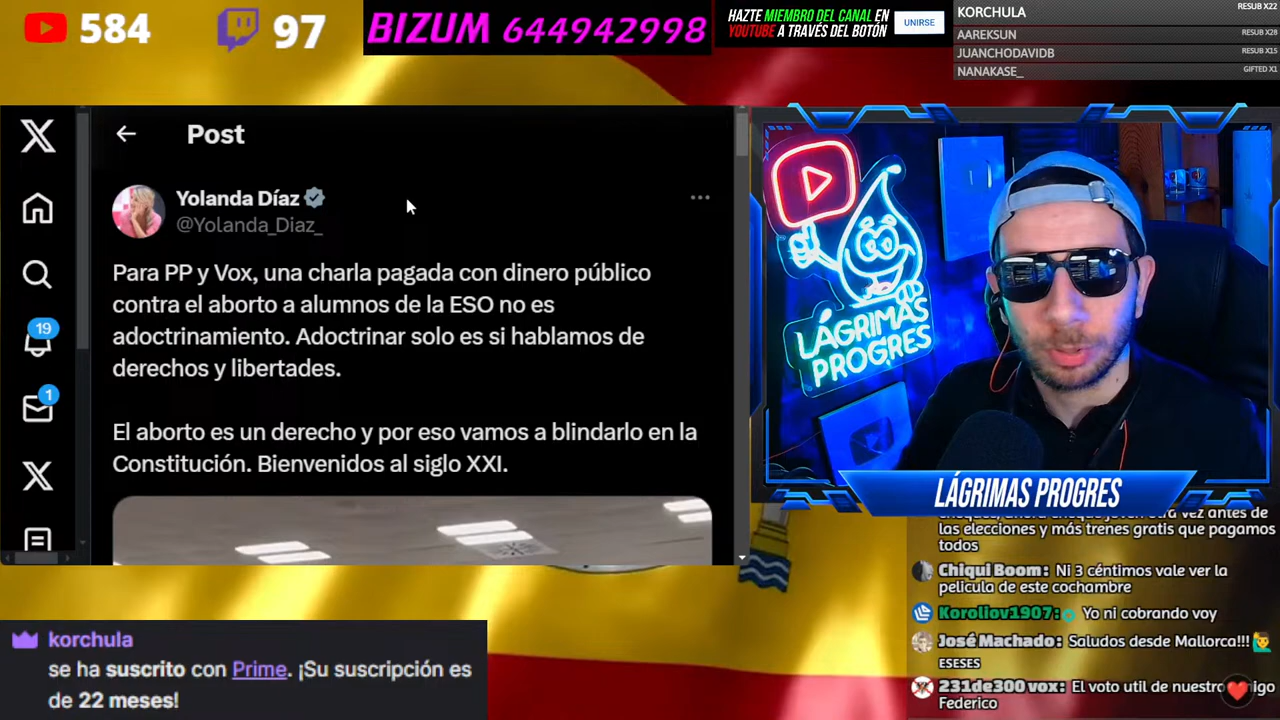 584
97
BIZUM 644942998
HAZTE MIEMBRO DEL CANAL EN
YOUTUBE A TRAVÉS DEL BOTÓN
UNIRSE
KORCHULA RESUB X22
AAREKSUN RESUB X28
JUANCHODAVIDB RESUB X15
NANAKASE_ GIFTED X1
Post
Yolanda Díaz
@Yolanda_Diaz_
19
1
Para PP y Vox, una charla pagada con dinero público
contra el aborto a alumnos de la ESO no es
adoctrinamiento. Adoctrinar solo es si hablamos de
derechos y libertades.
El aborto es un derecho y por eso vamos a blindarlo en la
Constitución. Bienvenidos al siglo XXI.
LÁGRIMAS
PROGRES
LÁGRIMAS PROGRES
las elecciones y más trenes gratis que pagamos
todos
Chiqui Boom: Ni 3 céntimos vale ver la
pelicula de este cochambre
Koroliov1907: Yo ni cobrando voy
José Machado: Saludos desde Mallorca!!!
ESESES
231de300 vox: El voto util de nuestro
Federico
korchula
se ha suscrito con Prime. ¡Su suscripción es
de 22 meses!